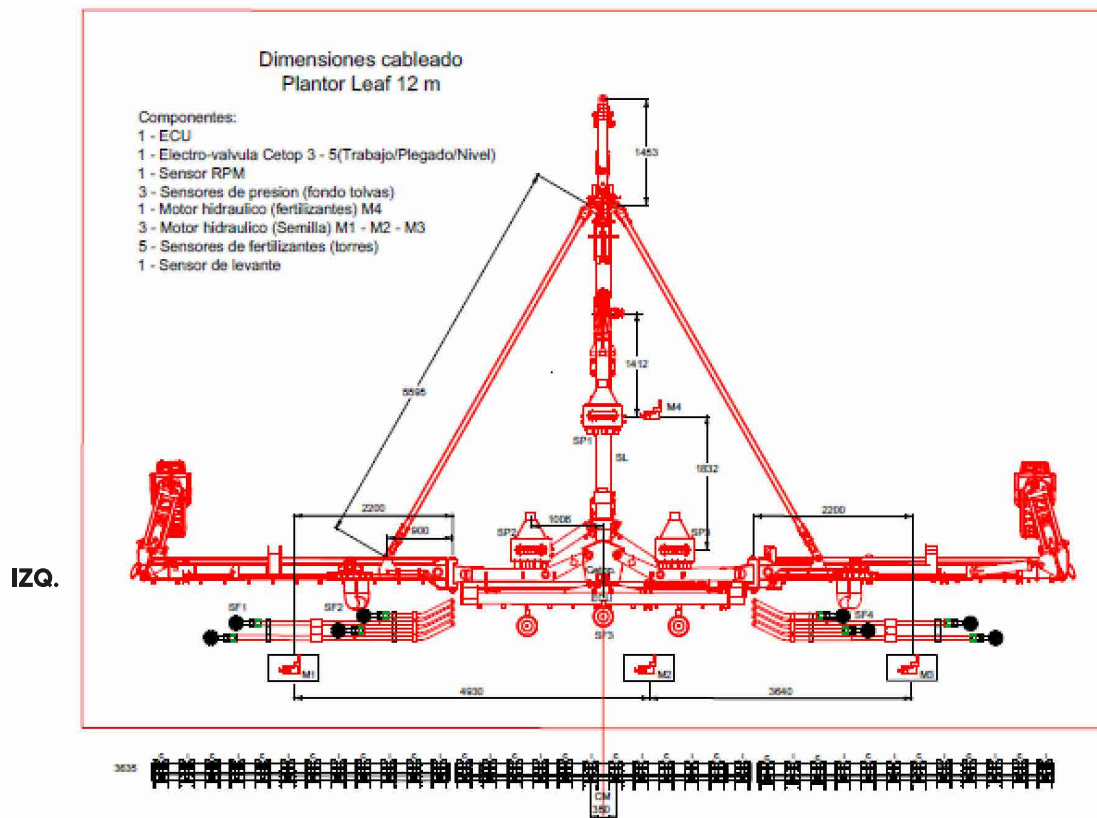 Dimensiones cableado
Plantor Leaf 12 m
Componentes:
1 - ECU
1 - Electro-valvula Cetop 3 - 5(Trabajo/Plegado/Nivel)
1 - Sensor RPM
3 - Sensores de presion (fondo tolvas)
1 - Motor hidraulico (fertilizantes) M4
3 - Motor hidraulico (Semilla) M1 - M2 - M3
5 - Sensores de fertilizantes (torres)
1 - Sensor de levante
1453
5595
1412
M4
SP1
SL
1832
2200
900
1006
2200
SP2
SP3
IZQ.
Cetop
ECU
SF1
SF2
SF3
SF4
M1
M2
M3
4930
3640
3635
CM
350